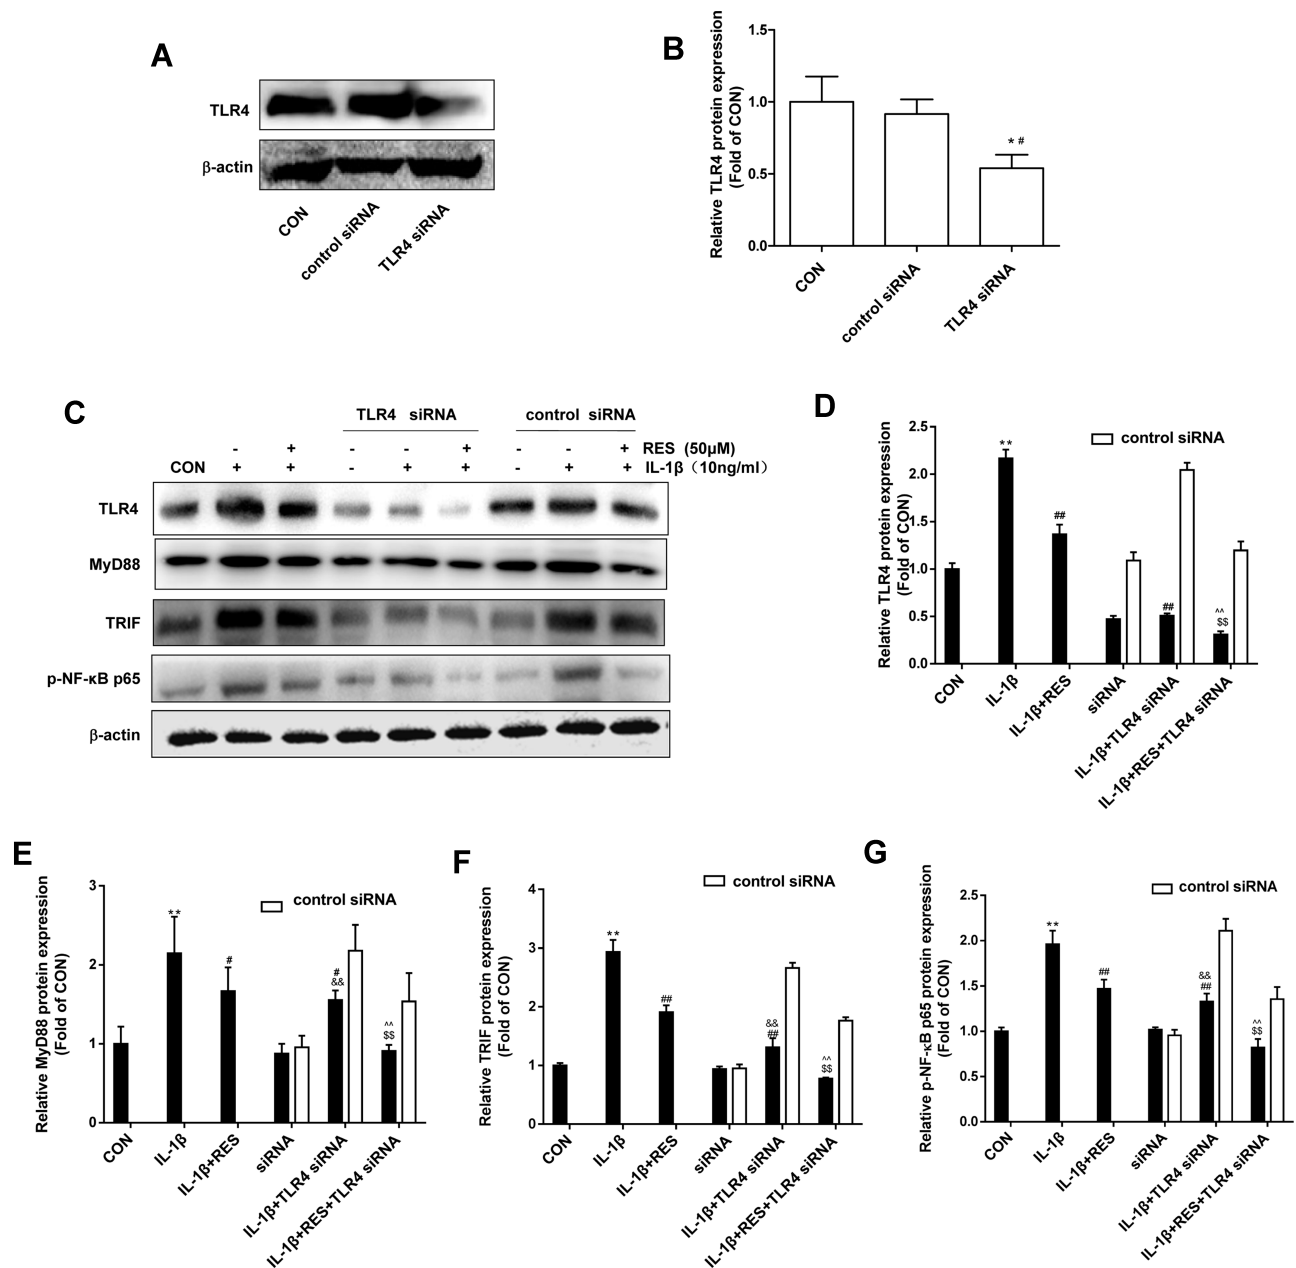 A
TLR4
β-actin
CON
control siRNA
TLR4 siRNA
B
Relative TLR4 protein expression
(Fold of CON)
1.5
1.0
0.5
0.0
* #
CON
control siRNA
TLR4 siRNA
C
TLR4 siRNA
control siRNA
- + - - + - - + RES (50μM)
CON + + - + + - + + IL-1β（10ng/ml）
TLR4
MyD88
TRIF
p-NF-κB p65
β-actin
D
Relative TLR4 protein expression
(Fold of CON)
2.5
2.0
1.5
1.0
0.5
0.0
control siRNA
**
##
##
^^
$$
CON
IL-1β
IL-1β+RES
siRNA
IL-1β+TLR4 siRNA
IL-1β+RES+TLR4 siRNA
E
Relative MyD88 protein expression
(Fold of CON)
3
2
1
0
control siRNA
**
#
#
&&
^^
$$
CON
IL-1β
IL-1β+RES
siRNA
IL-1β+TLR4 siRNA
IL-1β+RES+TLR4 siRNA
F
Relative TRIF protein expression
(Fold of CON)
4
3
2
1
0
control siRNA
**
##
&&
##
^^
$$
CON
IL-1β
IL-1β+RES
siRNA
IL-1β+TLR4 siRNA
IL-1β+RES+TLR4 siRNA
G
Relative p-NF-κB p65 protein expression
(Fold of CON)
2.5
2.0
1.5
1.0
0.5
0.0
control siRNA
**
##
&&
##
^^
$$
CON
IL-1β
IL-1β+RES
siRNA
IL-1β+TLR4 siRNA
IL-1β+RES+TLR4 siRNA